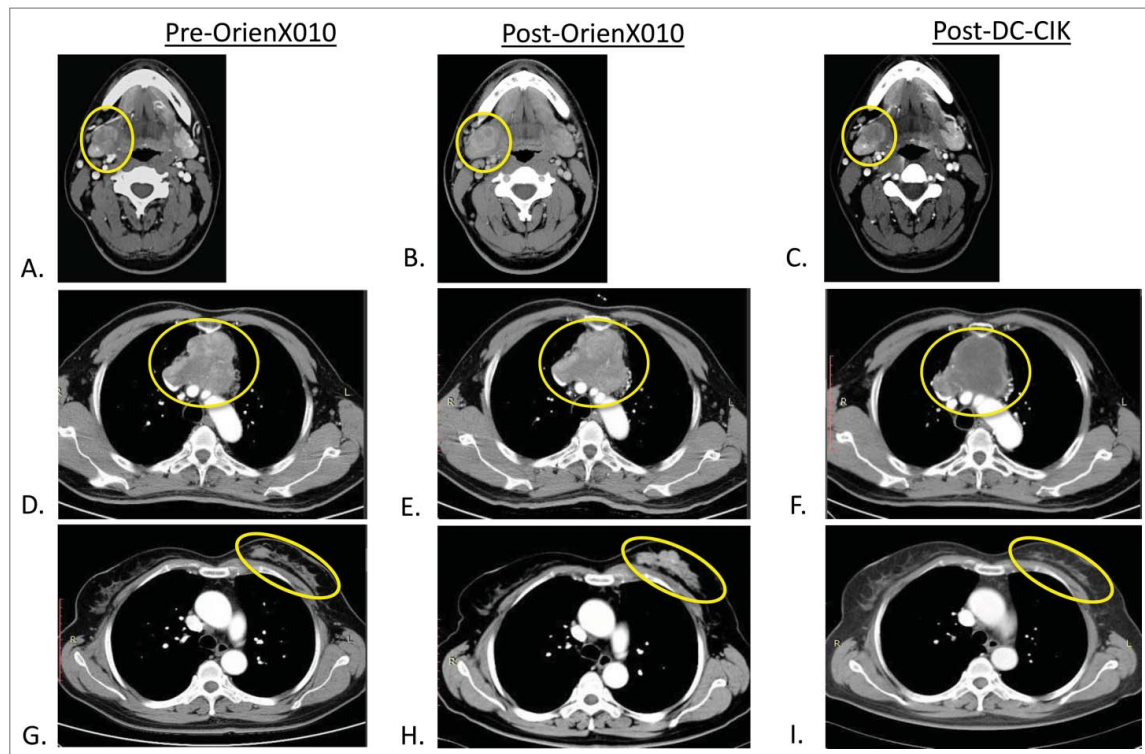 Pre-OrienX010
Post-OrienX010
Post-DC-CIK
A.
B.
C.
R
L
R
L
R
L
D.
E.
F.
R
L
R
L
R
L
G.
H.
I.